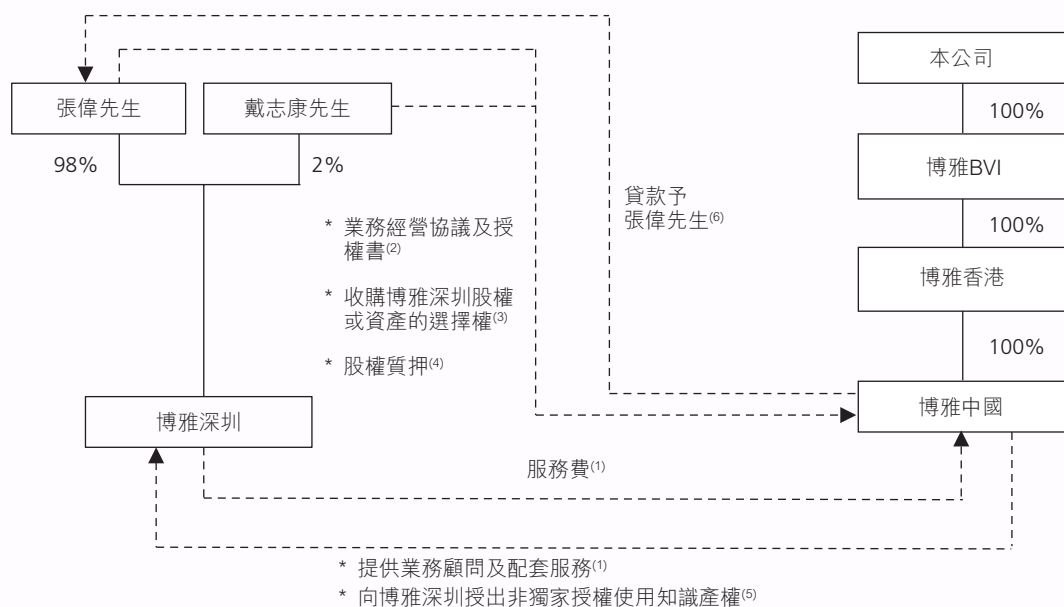 本公司
張偉先生
戴志康先生
100%
98%
2%
博雅BVI
貸款予
張偉先生(6)
* 業務經營協議及授
權書(2)
100%
博雅香港
* 收購博雅深圳股權
或資產的選擇權(3)
100%
* 股權質押(4)
博雅深圳
博雅中國
服務費(1)
* 提供業務顧問及配套服務(1)
* 向博雅深圳授出非獨家授權使用知識產權(5)